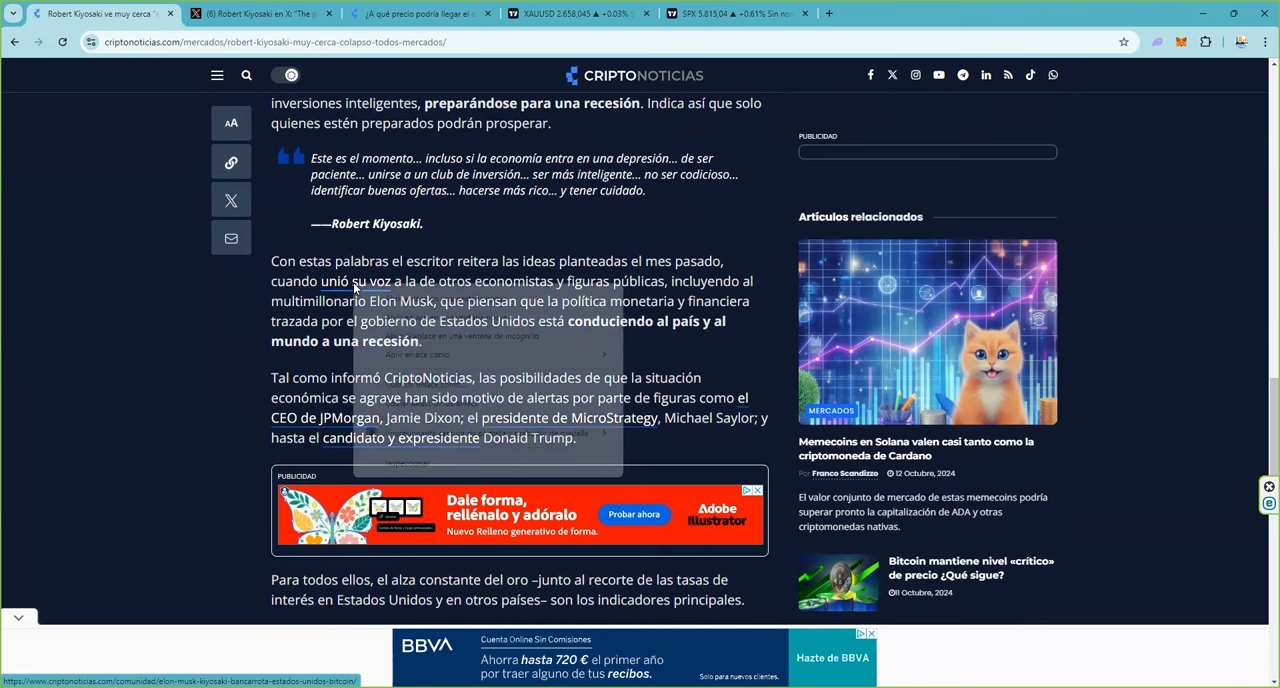 Robert Kiyosaki ve muy cerca "e
(6) Robert Kiyosaki en X: "The p
¿A qué precio podría llegar el o
XAUUSD 2.658,045 ▲ +0.03% S
SPX 5.815,04 ▲ +0.61% Sin nom
criptonoticias.com/mercados/robert-kiyosaki-muy-cerca-colapso-todos-mercados/
CRIPTONOTICIAS
AA
inversiones inteligentes, preparándose para una recesión. Indica así que solo
quienes estén preparados podrán prosperar.
Este es el momento… incluso si la economía entra en una depresión… de ser
paciente… unirse a un club de inversión… ser más inteligente… no ser codicioso…
identificar buenas ofertas… hacerse más rico… y tener cuidado.
——Robert Kiyosaki.
Con estas palabras el escritor reitera las ideas planteadas el mes pasado,
cuando unió su voz a la de otros economistas y figuras públicas, incluyendo al
multimillonario Elon Musk, que piensan que la política monetaria y financiera
trazada por el gobierno de Estados Unidos está conduciendo al país y al
mundo a una recesión.
enlace en una ventana de incógnito
Abrir enlace como
Inspeccionar
Tal como informó CriptoNoticias, las posibilidades de que la situación
económica se agrave han sido motivo de alertas por parte de figuras como el
CEO de JPMorgan, Jamie Dixon; el presidente de MicroStrategy, Michael Saylor; y
hasta el candidato y expresidente Donald Trump.
PUBLICIDAD
Dale forma,
rellénalo y adóralo
Nuevo Relleno generativo de forma.
Probar ahora
Adobe
Illustrator
Para todos ellos, el alza constante del oro –junto al recorte de las tasas de
interés en Estados Unidos y en otros países– son los indicadores principales.
PUBLICIDAD
Artículos relacionados
MERCADOS
Memecoins en Solana valen casi tanto como la
criptomoneda de Cardano
Por Franco Scandizzo 12 Octubre, 2024
El valor conjunto de mercado de estas memecoins podría
superar pronto la capitalización de ADA y otras
criptomonedas nativas.
Bitcoin mantiene nivel «crítico»
de precio ¿Qué sigue?
11 Octubre, 2024
BBVA
Cuenta Online Sin Comisiones
Ahorra hasta 720 € el primer año
por traer alguno de tus recibos.
Solo para nuevos clientes.
Hazte de BBVA
https://www.criptonoticias.com/comunidad/elon-musk-kiyosaki-bancarrota-estados-unidos-bitcoin/